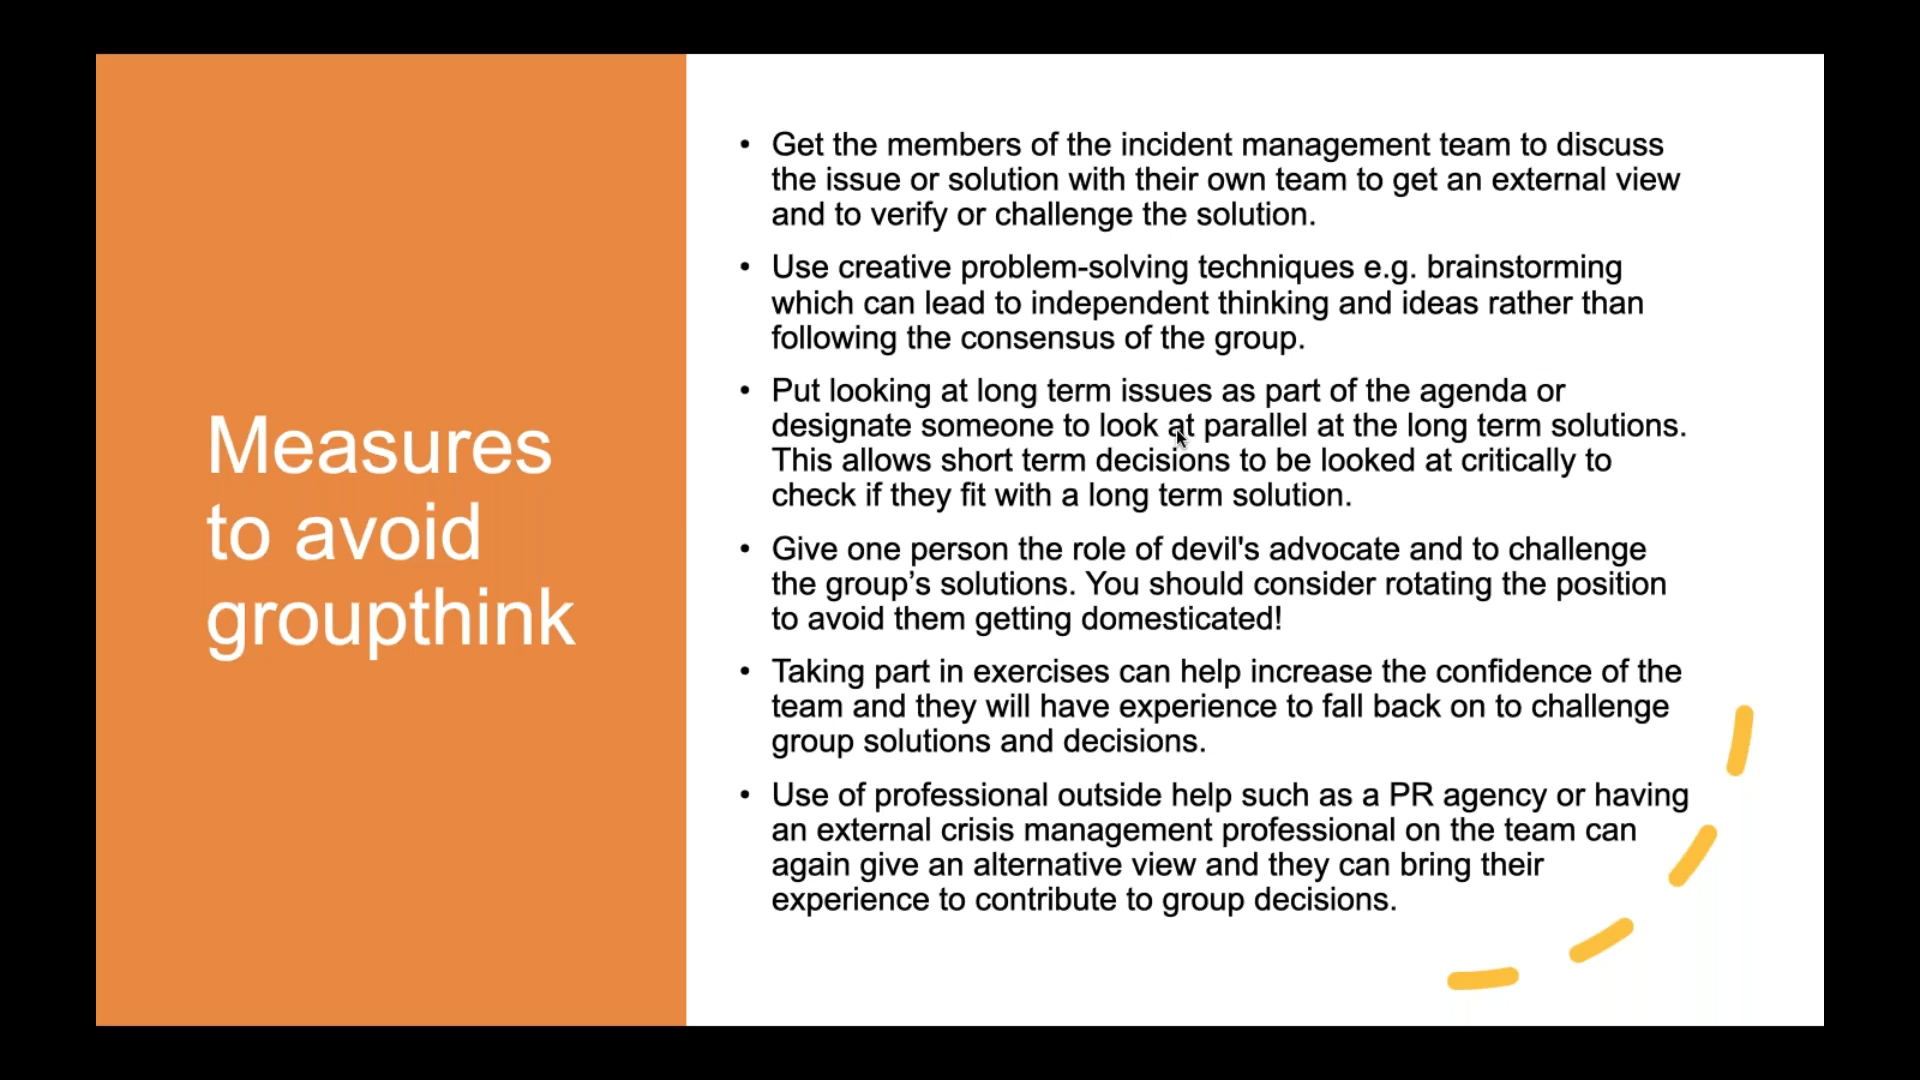 Measures
to avoid
groupthink
• Get the members of the incident management team to discuss
the issue or solution with their own team to get an external view
and to verify or challenge the solution.
• Use creative problem-solving techniques e.g. brainstorming
which can lead to independent thinking and ideas rather than
following the consensus of the group.
• Put looking at long term issues as part of the agenda or
designate someone to look at parallel at the long term solutions.
This allows short term decisions to be looked at critically to
check if they fit with a long term solution.
• Give one person the role of devil's advocate and to challenge
the group’s solutions. You should consider rotating the position
to avoid them getting domesticated!
• Taking part in exercises can help increase the confidence of the
team and they will have experience to fall back on to challenge
group solutions and decisions.
• Use of professional outside help such as a PR agency or having
an external crisis management professional on the team can
again give an alternative view and they can bring their
experience to contribute to group decisions.